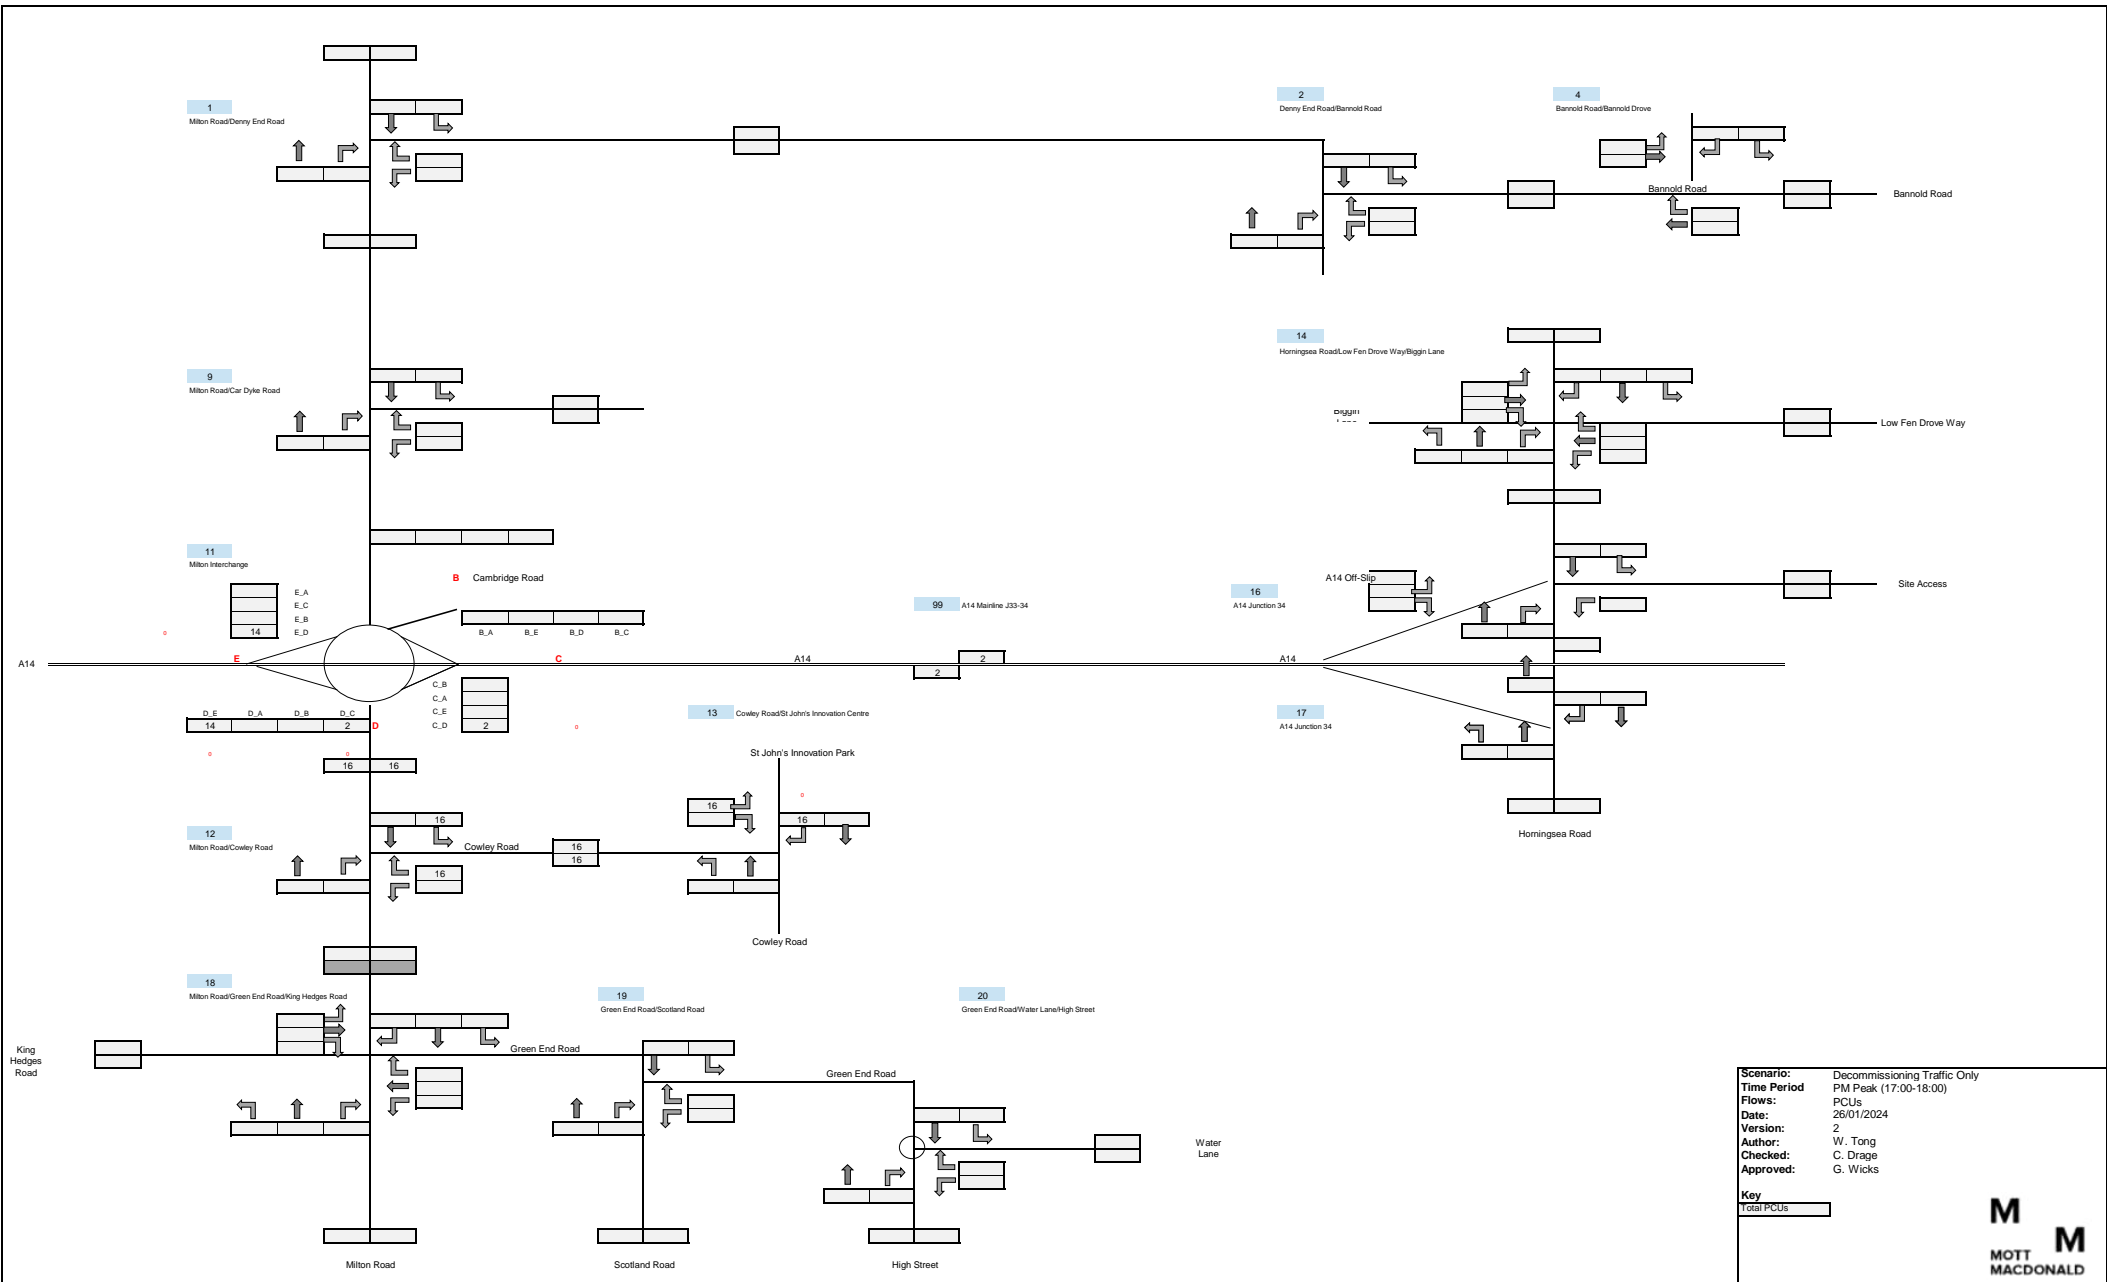 1
Milton Road/Denny End Road
2
Denny End Road/Bannold Road
4
Bannold Road/Bannold Drove
Bannold Road
Bannold Road
14
Horningsea Road/Low Fen Drove Way/Biggin Lane
9
Milton Road/Car Dyke Road
Biggin
Low Fen Drove Way
11
Milton Interchange
B Cambridge Road
E_A
E_C
E_B
14 E_D
0
B_A B_E B_D B_C
99 A14 Mainline J33-34
16
A14 Junction 34
A14 Off-Slip
Site Access
A14
E
C
A14
2
2
A14
C_B
C_A
C_E
C_D 2
0
D_E D_A D_B D_C
14 2 D
0 0
16 16
13 Cowley Road/St John's Innovation Centre
17
A14 Junction 34
St John's Innovation Park
0
16
16
12
Milton Road/Cowley Road
16
Cowley Road
16
16
16
Horningsea Road
Cowley Road
18
Milton Road/Green End Road/King Hedges Road
19
Green End Road/Scotland Road
20
Green End Road/Water Lane/High Street
King
Hedges
Road
Green End Road
Green End Road
Water
Lane
Milton Road
Scotland Road
High Street
Scenario: Decommissioning Traffic Only
Time Period PM Peak (17:00-18:00)
Flows: PCUs
Date: 26/01/2024
Version: 2
Author: W. Tong
Checked: C. Drage
Approved: G. Wicks
Key
Total PCUs
M
M
MOTT
MACDONALD